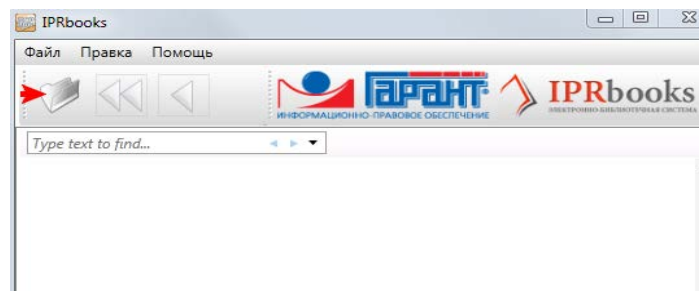 IPRbooks
Файл Правка Помощь
ГАРАНТ
ИНФОРМАЦИОННО-ПРАВОВОЕ ОБЕСПЕЧЕНИЕ
IPRbooks
ЭЛЕКТРОННО-БИБЛИОТЕЧНАЯ СИСТЕМА
Type text to find...